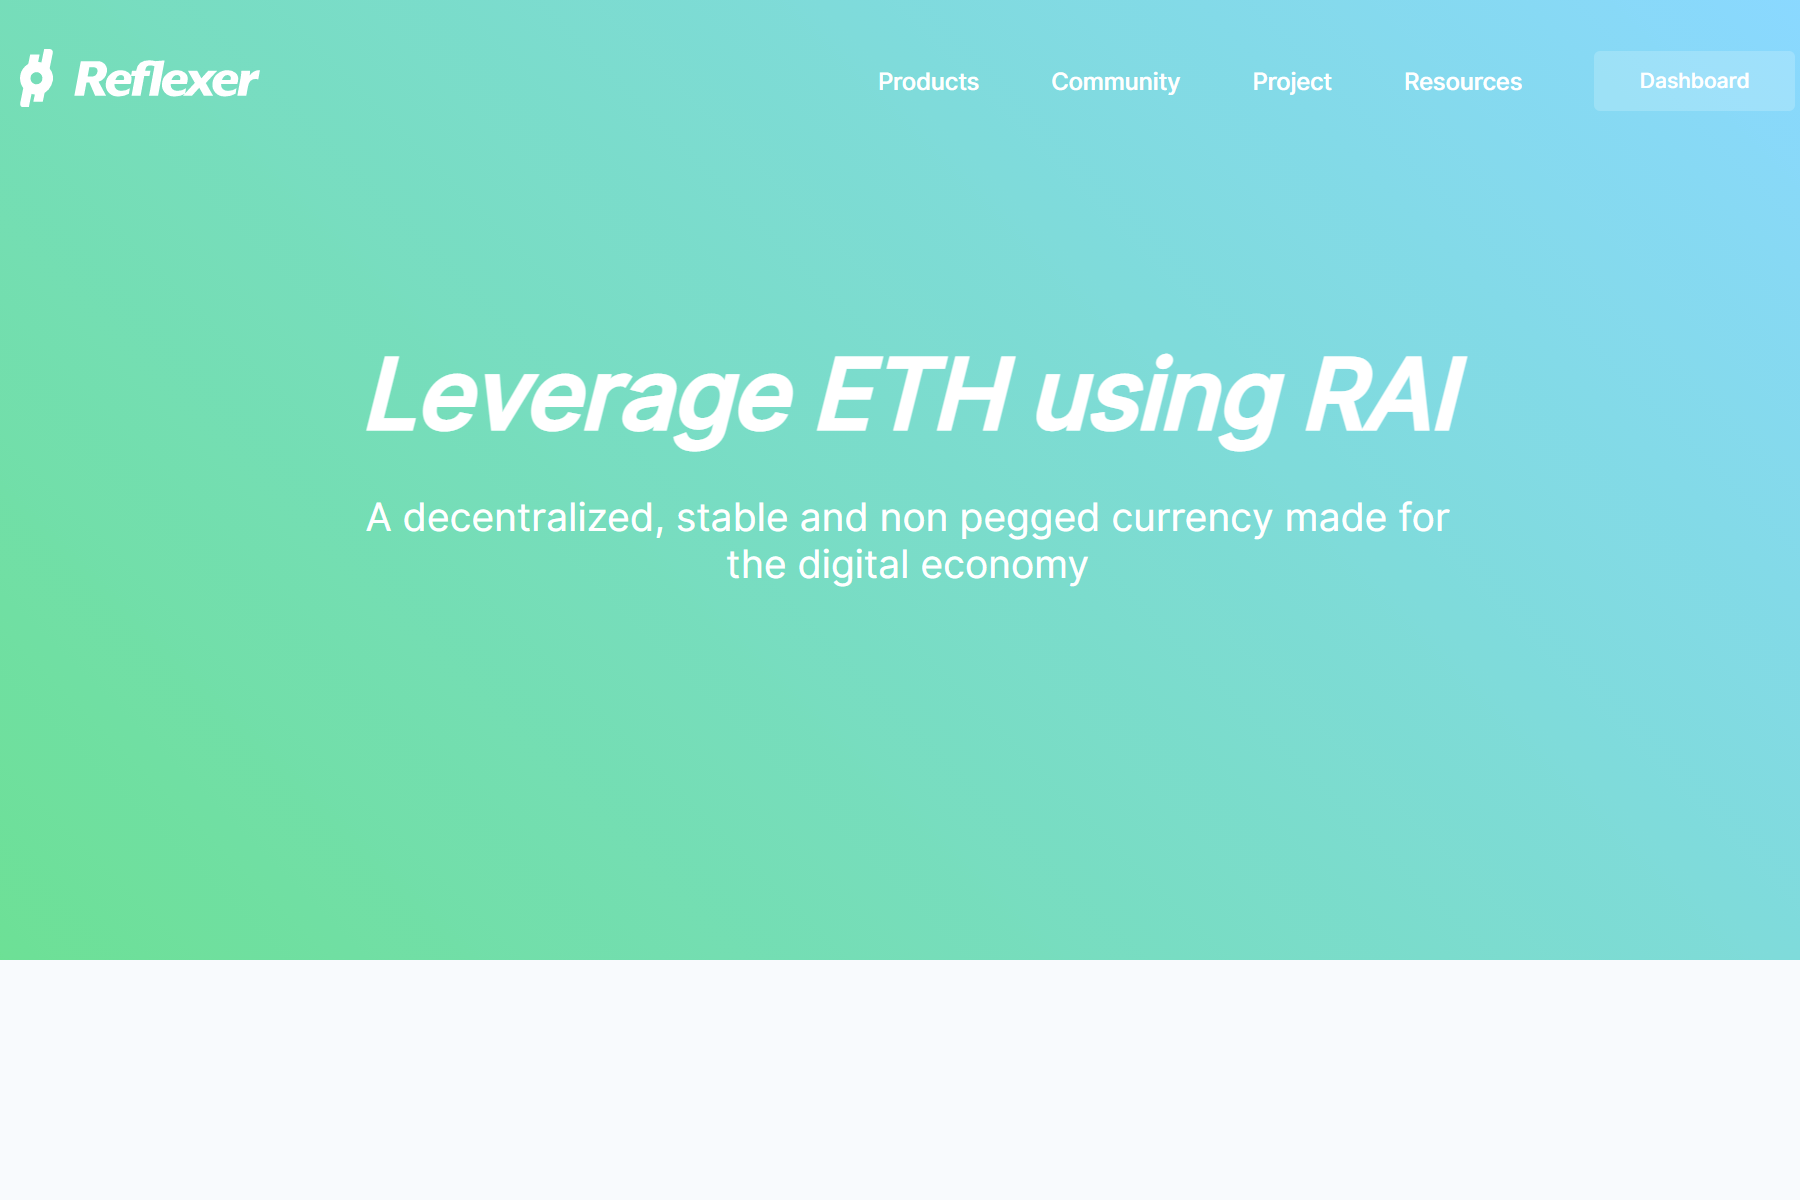 Reflexer
Products
Community
Project
Resources
Dashboard
Leverage ETH using RAI
A decentralized, stable and non pegged currency made for
the digital economy